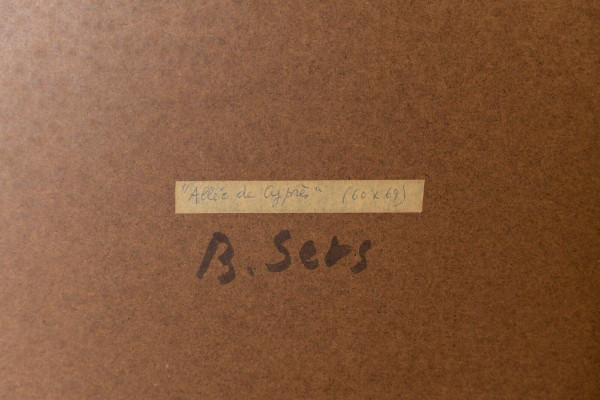 "Allée de Cyprès" (60 x 69)
B. Sers